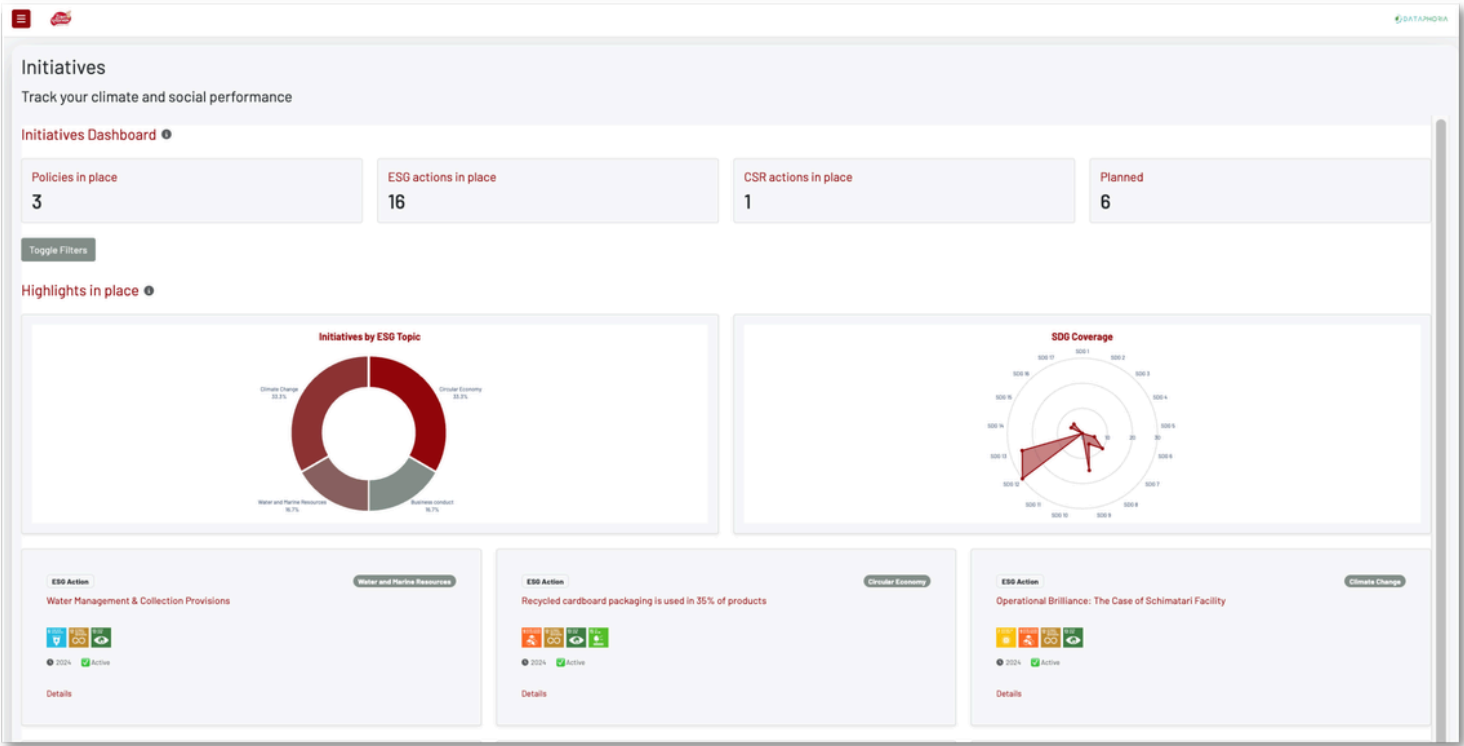 DATAPHORIA
Initiatives
Track your climate and social performance
Initiatives Dashboard
Policies in place
3
ESG actions in place
16
CSR actions in place
1
Planned
6
Toggle Filters
Highlights in place
Initiatives by ESG Topic
Climate Change
33.3%
Circular Economy
33.3%
Water and Marine Resources
16.7%
Business conduct
16.7%
SDG Coverage
SDG 1
SDG 2
SDG 3
SDG 4
SDG 5
SDG 6
SDG 7
SDG 8
SDG 9
SDG 10
SDG 11
SDG 12
SDG 13
SDG 14
SDG 15
SDG 16
SDG 17
10
20
30
ESG Action
Water and Marine Resources
Water Management & Collection Provisions
2024 Active
Details
ESG Action
Circular Economy
Recycled cardboard packaging is used in 35% of products
2024 Active
Details
ESG Action
Climate Change
Operational Brilliance: The Case of Schimatari Facility
2024 Active
Details